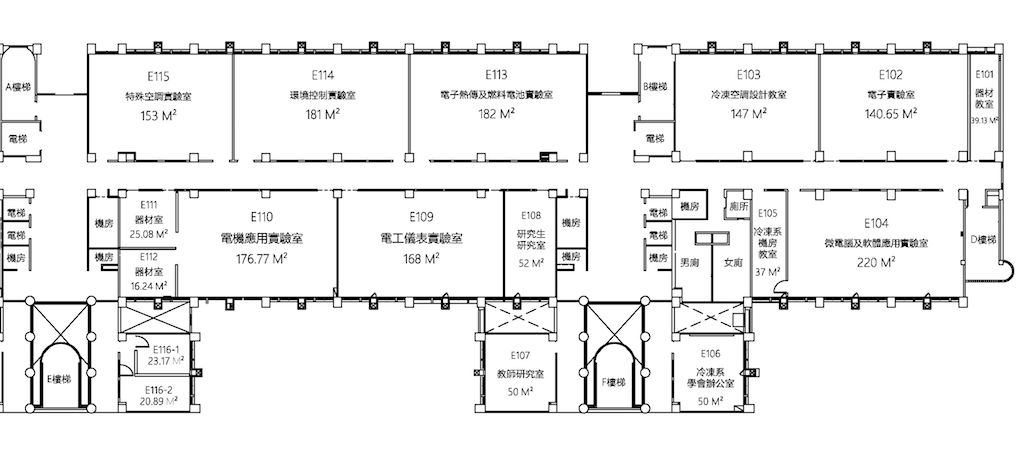 A樓梯
電梯
E115
特殊空調實驗室
153 M²
E114
環境控制實驗室
181 M²
E113
電子熱傳及燃料電池實驗室
182 M²
B樓梯
電梯
E103
冷凍空調設計教室
147 M²
E102
電子實驗室
140.65 M²
E101
器材
教室
39.13 M²
電梯
電梯
機房
機房
機房
E111
器材室
25.08 M²
E112
器材室
16.24 M²
E110
電機應用實驗室
176.77 M²
E109
電工儀表實驗室
168 M²
E108
研究生
研究室
52 M²
機房
機房
電梯
電梯
機房
機房
廁所
男廁
女廁
E105
冷凍系
機房
教室
37 M²
E104
微電腦及軟體應用實驗室
220 M²
D樓梯
E樓梯
E116-1
23.17 M²
E116-2
20.89 M²
E107
教師研究室
50 M²
F樓梯
E106
冷凍系
學會辦公室
50 M²